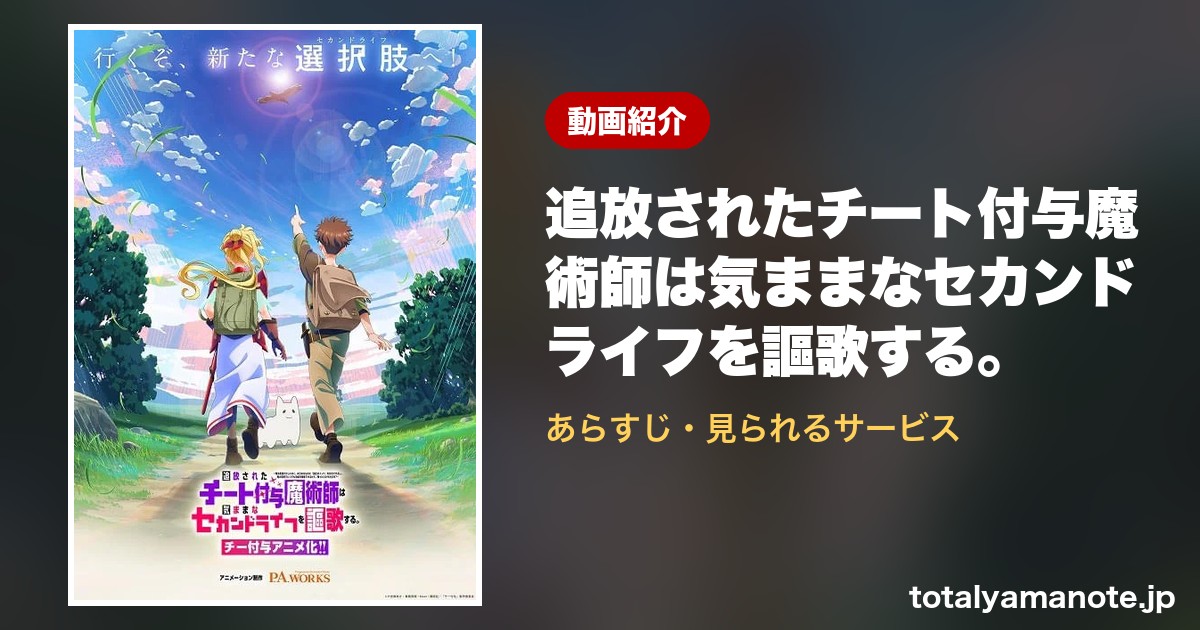 セカンドライフ
行くぞ、新たな選択肢へ!
追放された
チート付与魔術師は
気ままな
セカンドライフを謳歌する。
チー付与アニメ化!!
アニメーション制作 P.A.WORKS
動画紹介
追放されたチート付与魔
術師は気ままなセカンド
ライフを謳歌する。
あらすじ・見られるサービス
totalyamanote.jp